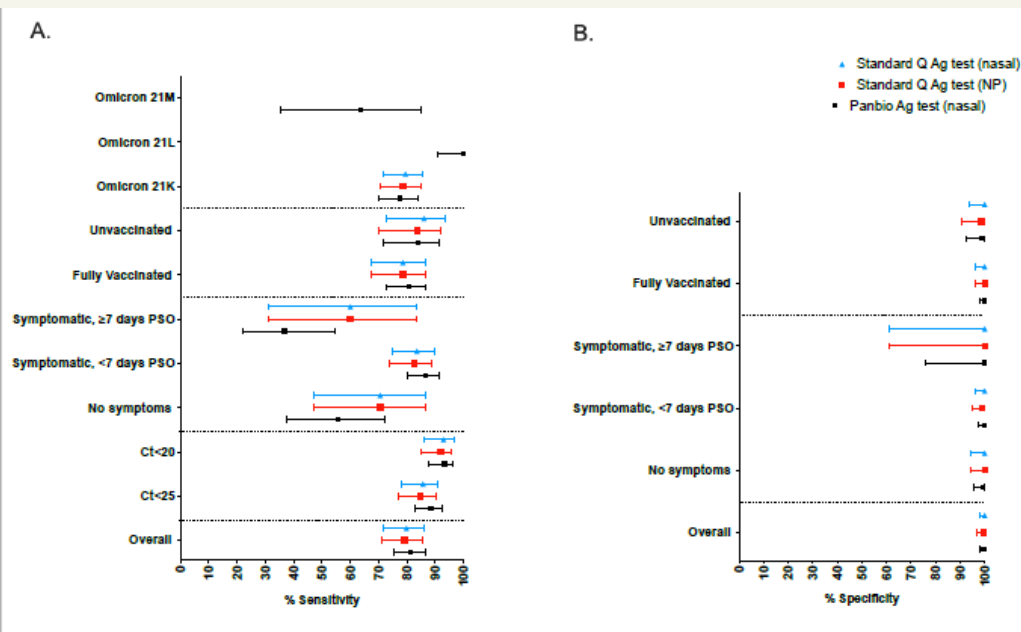 A.
Omicron 21M
Omicron 21L
Omicron 21K
Unvaccinated
Fully Vaccinated
Symptomatic, ≥7 days PSO
Symptomatic, <7 days PSO
No symptoms
Ct<20
Ct<25
Overall
0 10 20 30 40 50 60 70 80 90 100
% Sensitivity
B.
Standard Q Ag test (nasal)
Standard Q Ag test (NP)
Panbio Ag test (nasal)
Unvaccinated
Fully Vaccinated
Symptomatic, ≥7 days PSO
Symptomatic, <7 days PSO
No symptoms
Overall
0 10 20 30 40 50 60 70 80 90 100
% Specificity